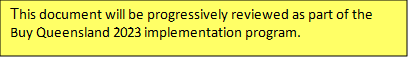 This document will be progressively reviewed as part of the
Buy Queensland 2023 implementation program.